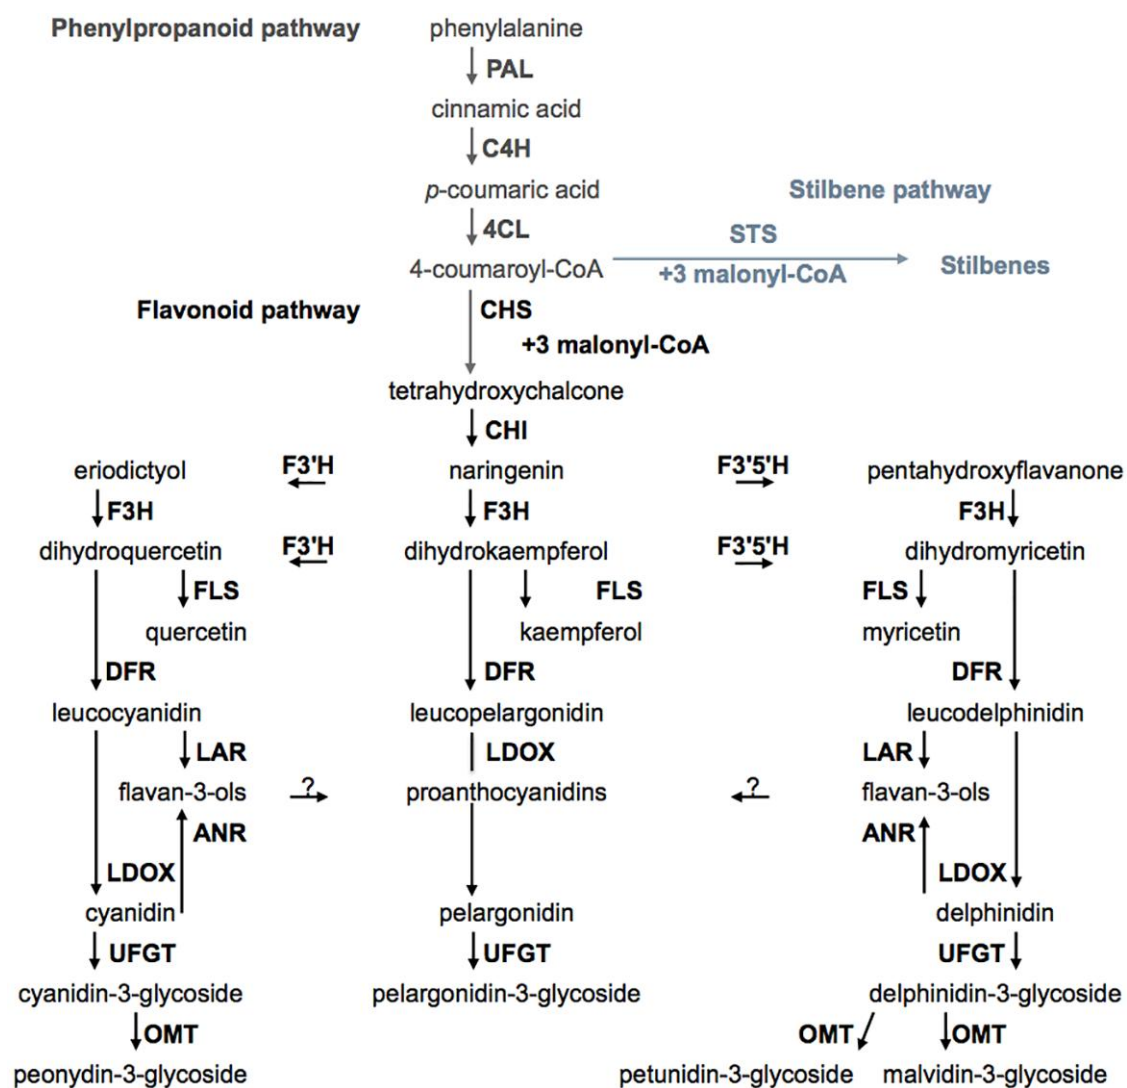 Phenylpropanoid pathway phenylalanine
PAL
cinnamic acid
C4H
p-coumaric acid Stilbene pathway
4CL STS
4-coumaroyl-CoA +3 malonyl-CoA Stilbenes
Flavonoid pathway CHS
+3 malonyl-CoA
tetrahydroxychalcone
CHI
eriodictyol F3'H naringenin F3'5'H pentahydroxyflavanone
F3H F3H F3H
dihydroquercetin F3'H dihydrokaempferol F3'5'H dihydromyricetin
FLS FLS FLS
quercetin kaempferol myricetin
DFR DFR DFR
leucocyanidin leucopelargonidin leucodelphinidin
LAR LDOX LAR
flavan-3-ols ? proanthocyanidins ? flavan-3-ols
ANR ANR
LDOX LDOX
cyanidin pelargonidin delphinidin
UFGT UFGT UFGT
cyanidin-3-glycoside pelargonidin-3-glycoside delphinidin-3-glycoside
OMT OMT OMT
peonydin-3-glycoside petunidin-3-glycoside malvidin-3-glycoside